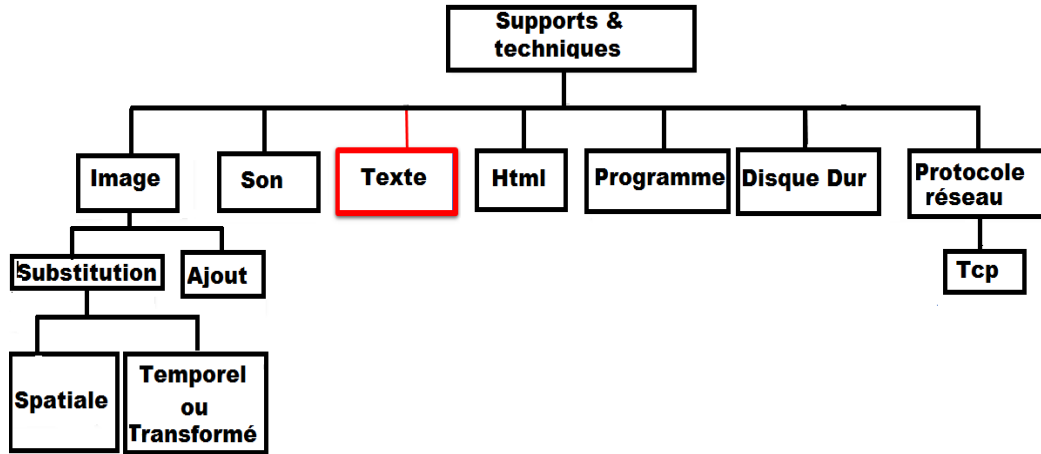 Supports &
techniques
Image
Son
Texte
Html
Programme
Disque Dur
Protocole
réseau
Substitution
Ajout
Tcp
Spatiale
Temporel
ou
Transformé